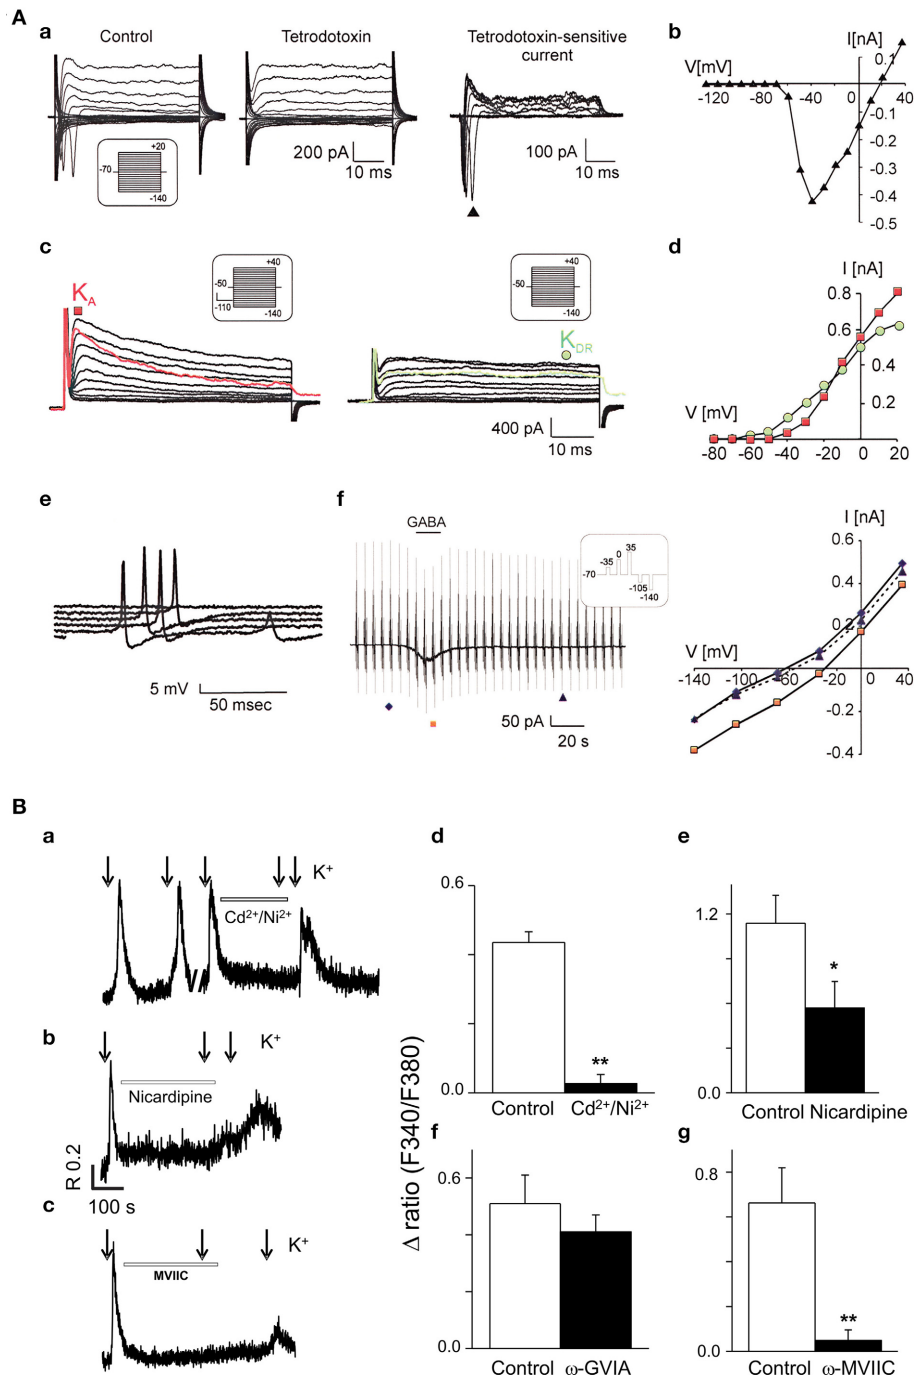 A
a
Control
Tetrodotoxin
Tetrodotoxin-sensitive
current
+20
-70
-140
200 pA
10 ms
100 pA
10 ms
b
I[nA]
V[mV]
0.1
-120
-80
-40
0
40
-0.1
-0.2
-0.3
-0.4
-0.5
c
KA
+40
-50
-110
-140
+40
-50
-140
KDR
400 pA
10 ms
d
I [nA]
0.8
0.6
0.4
0.2
V [mV]
-80
-60
-40
-20
0
20
e
5 mV
50 msec
f
GABA
-70
-35
0
35
-105
-140
50 pA
20 s
I [nA]
0.6
0.4
0.2
V [mV]
-140
-100
-60
-20
0
40
-0.2
-0.4
B
a
K+
Cd2+/Ni2+
b
K+
Nicardipine
R 0.2
100 s
c
K+
MVIIC
Δ ratio (F340/F380)
d
0.6
**
0.0
Control Cd2+/Ni2+
e
1.2
*
0.0
Control Nicardipine
f
0.6
0.0
Control ω-GVIA
g
0.8
**
0.0
Control ω-MVIIC